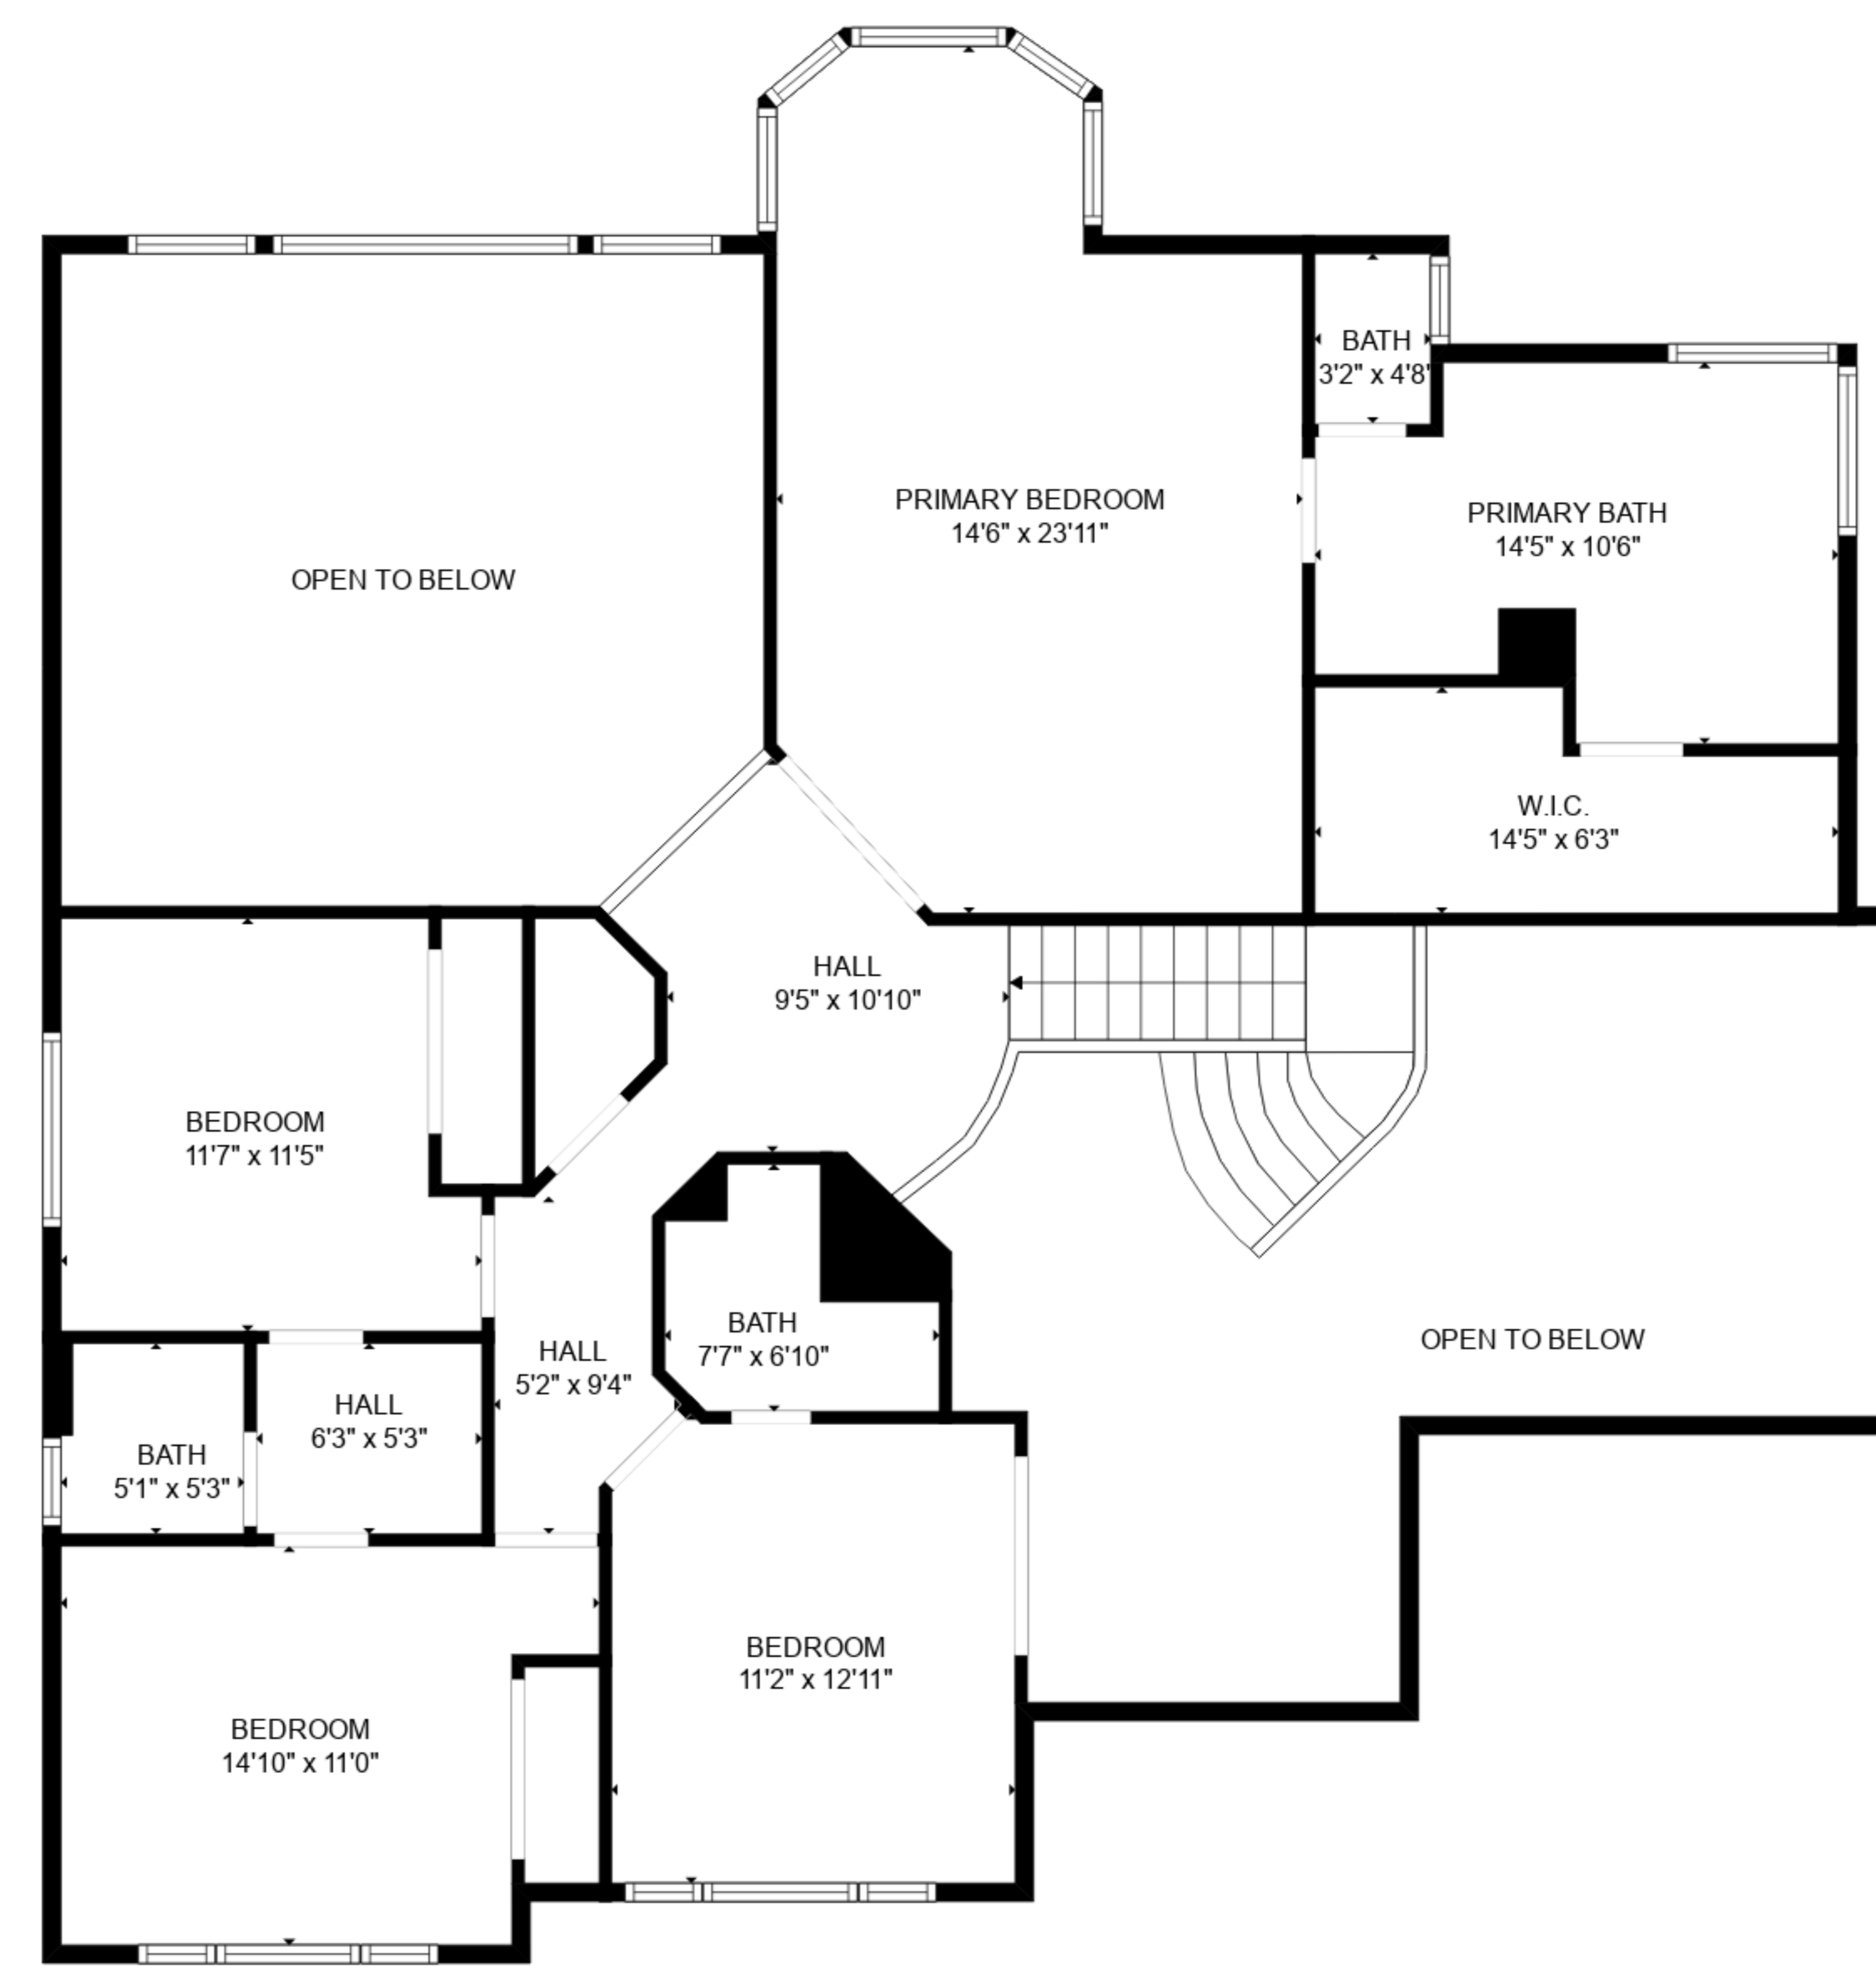 BATH
3'2" x 4'8'
PRIMARY BEDROOM
14'6" x 23'11"
PRIMARY BATH
14'5" x 10'6"
OPEN TO BELOW
W.I.C.
14'5" x 6'3"
HALL
9'5" x 10'10"
BEDROOM
11'7" x 11'5"
BATH
7'7" x 6'10"
OPEN TO BELOW
HALL
5'2" x 9'4"
HALL
6'3" x 5'3"
BATH
5'1" x 5'3"
BEDROOM
11'2" x 12'11"
BEDROOM
14'10" x 11'0"